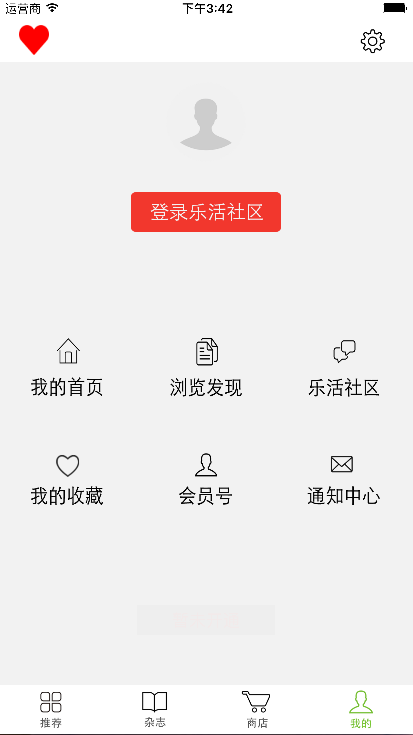 运营商 下午3:42
登录乐活社区
我的首页 浏览发现 乐活社区
我的收藏 会员号 通知中心
推荐 杂志 商店 我的